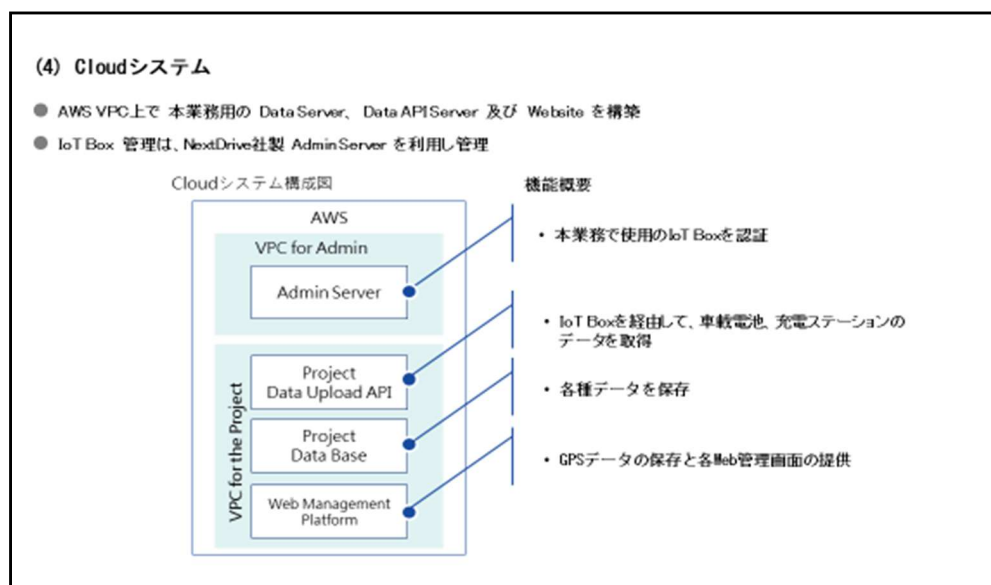 (4) Cloudシステム
● AWS VPC上で 本業務用の Data Server、 Data API Server 及び Website を構築
● IoT Box 管理は、NextDrive社製 Admin Server を利用し管理
Cloudシステム構成図
機能概要
AWS
VPC for Admin
Admin Server
・ 本業務で使用のIoT Boxを認証
VPC for the Project
Project
Data Upload API
・ IoT Boxを経由して、車載電池、充電ステーションの
データを取得
Project
Data Base
・ 各種データを保存
Web Management
Platform
・ GPSデータの保存と各Web管理画面の提供